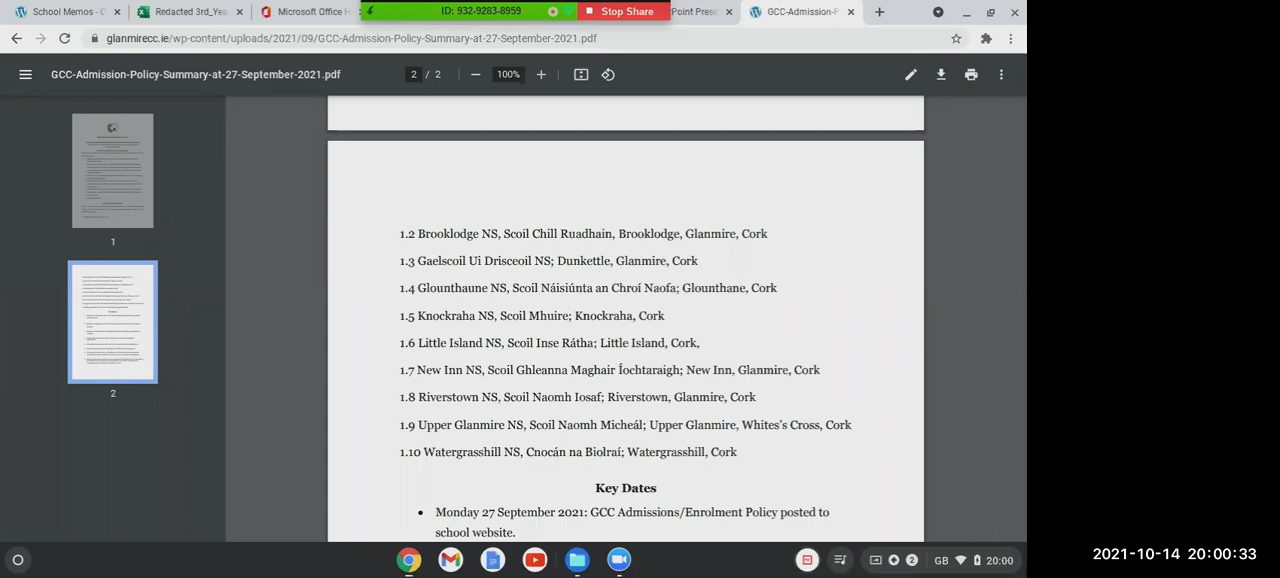 School Memos - G
Redacted 3rd_Yea
Microsoft Office H
ID: 932-9283-8959
Stop Share
Point Prese
GCC-Admission-P
glanmirecc.ie/wp-content/uploads/2021/09/GCC-Admission-Policy-Summary-at-27-September-2021.pdf
GCC-Admission-Policy-Summary-at-27-September-2021.pdf
2 / 2
100%
1
2
1.2 Brooklodge NS, Scoil Chill Ruadhain, Brooklodge, Glanmire, Cork
1.3 Gaelscoil Uí Drisceoil NS; Dunkettle, Glanmire, Cork
1.4 Glounthaune NS, Scoil Náisiúnta an Chroí Naofa; Glounthane, Cork
1.5 Knockraha NS, Scoil Mhuire; Knockraha, Cork
1.6 Little Island NS, Scoil Inse Rátha; Little Island, Cork,
1.7 New Inn NS, Scoil Ghleanna Maghair Íochtaraigh; New Inn, Glanmire, Cork
1.8 Riverstown NS, Scoil Naomh Iosaf; Riverstown, Glanmire, Cork
1.9 Upper Glanmire NS, Scoil Naomh Micheál; Upper Glanmire, Whites's Cross, Cork
1.10 Watergrasshill NS, Cnocán na Biolraí; Watergrasshill, Cork
Key Dates
• Monday 27 September 2021: GCC Admissions/Enrolment Policy posted to
school website.
2
GB
20:00
2021-10-14 20:00:33